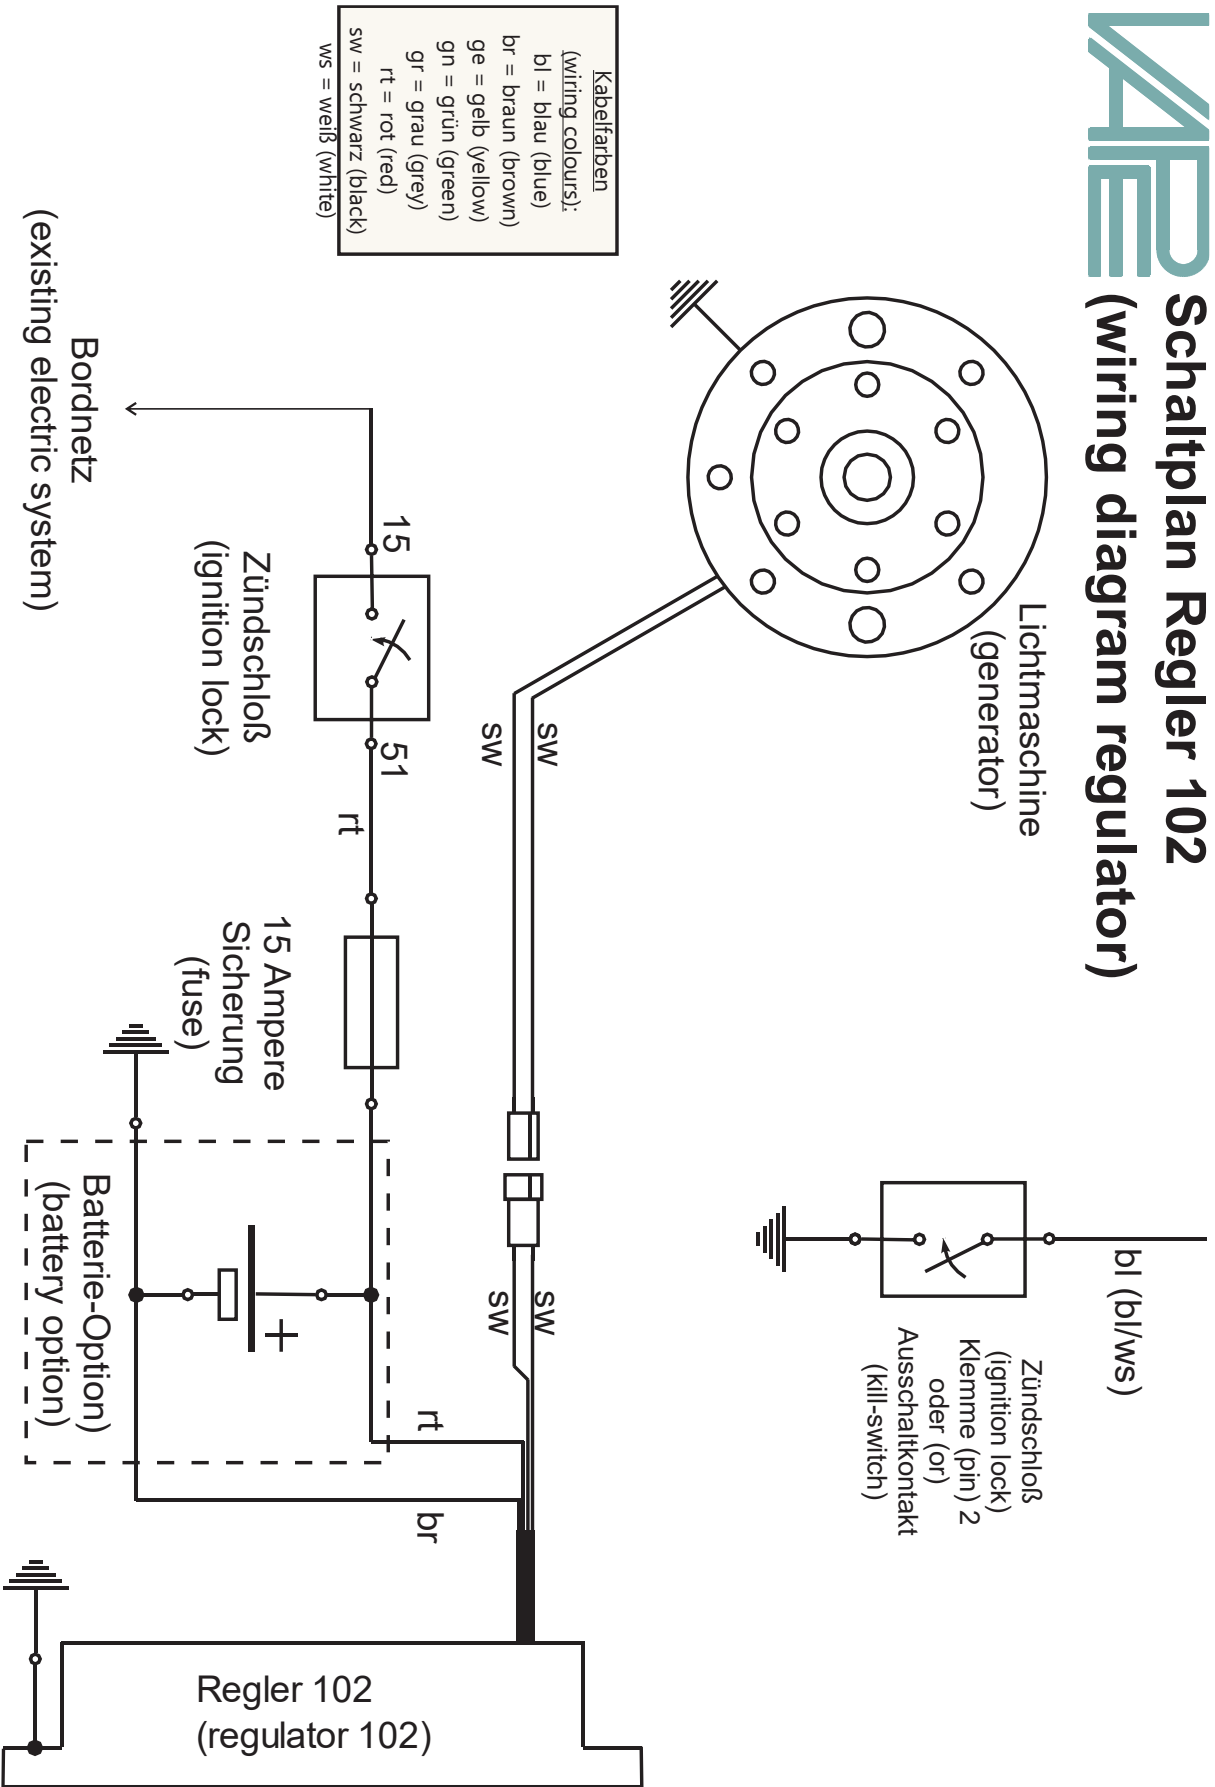 VAPE
Schaltplan Regler 102
(wiring diagram regulator)
Kabelfarben
(wiring colours):
bl = blau (blue)
br = braun (brown)
ge = gelb (yellow)
gn = grün (green)
gr = grau (grey)
rt = rot (red)
sw = schwarz (black)
ws = weiß (white)
Lichtmaschine
(generator)
bl (bl/ws)
Zündschloß
(ignition lock)
Klemme (pin) 2
oder (or)
Ausschaltkontakt
(kill-switch)
sw
sw
sw
sw
15
51
rt
Zündschloß
(ignition lock)
15 Ampere
Sicherung
(fuse)
Bordnetz
(existing electric system)
+
Batterie-Option
(battery option)
rt
br
Regler 102
(regulator 102)